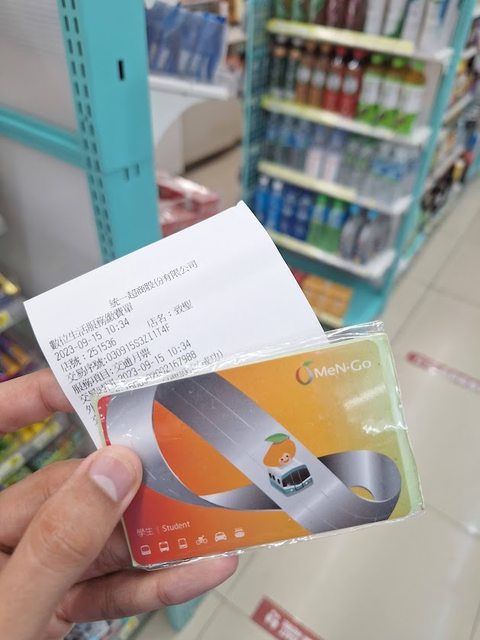 統一超商股份有限公司
數位生活服務繳費單
2023-09-15 10:34
店號:251536 店名:致聖
交易序號:030915S3Z1IT4F
服務項目:交通月票
2023-09-15 10:34
MeN·Go
學生 | Student